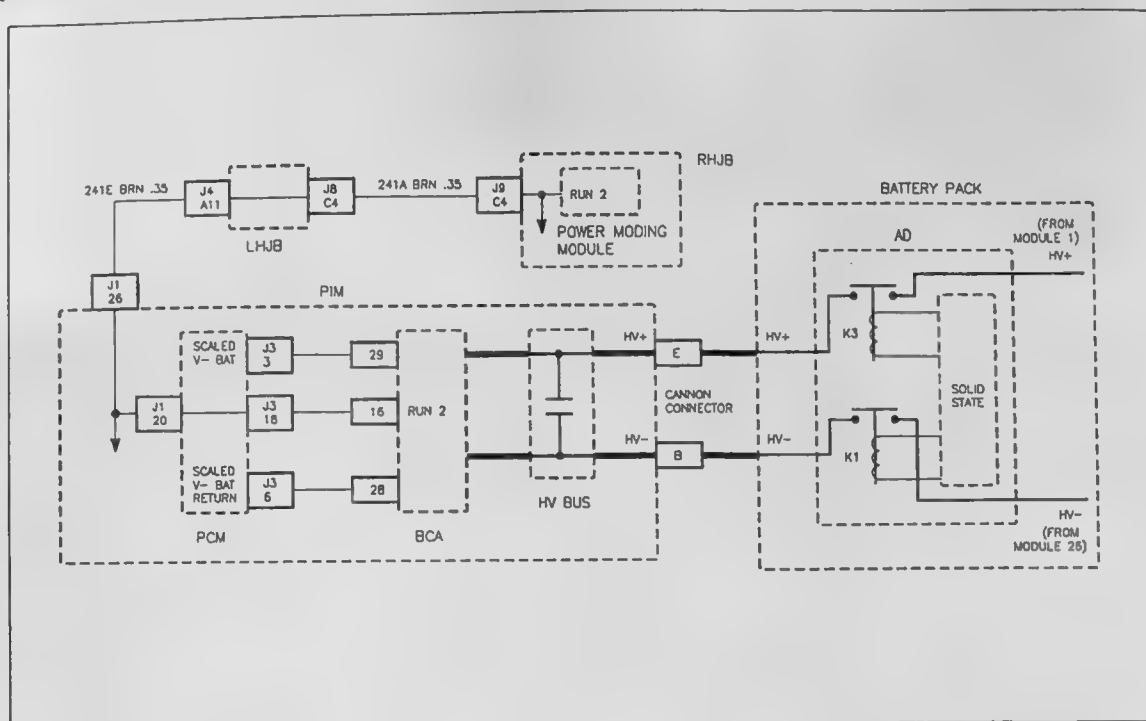 RHJB
241E BRN .35
J4
A11
LHJB
J8
C4
241A BRN .35
J9
C4
RUN 2
POWER MODING
MODULE
BATTERY PACK
(FROM
MODULE 1)
HV+
AD
J1
26
PIM
SCALED
V- BAT
J3
3
29
HV+
E
HV+
K3
SOLID
STATE
J1
20
J3
18
16
RUN 2
CANNON
CONNECTOR
HV-
B
HV-
K1
SCALED
V- BAT
RETURN
J3
6
28
HV BUS
PCM
BCA
HV-
(FROM
MODULE 26)